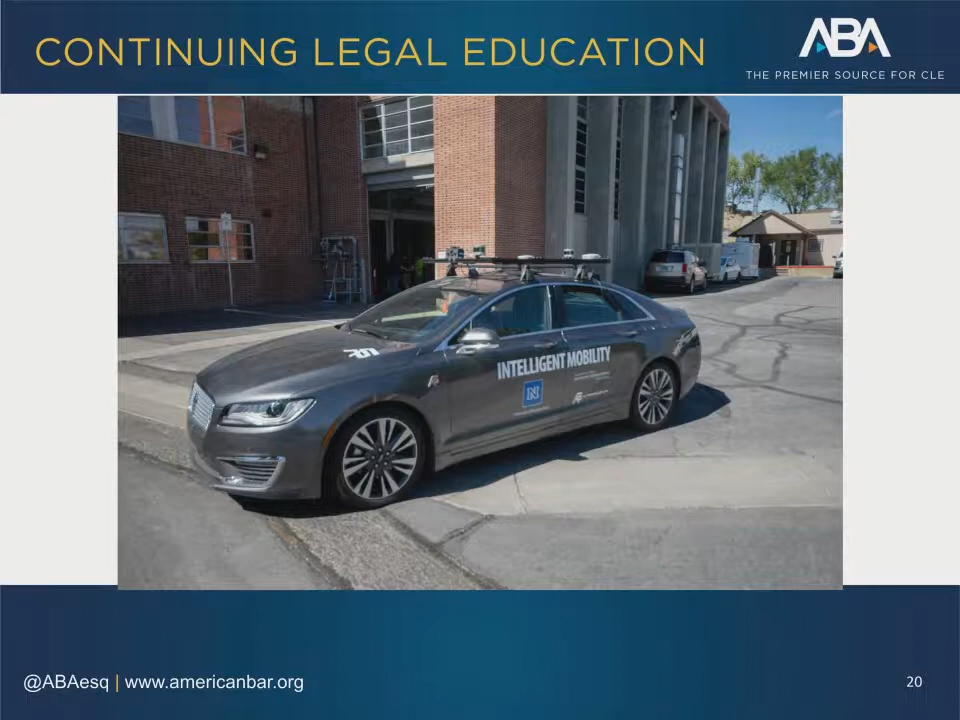 CONTINUING LEGAL EDUCATION
ABA
THE PREMIER SOURCE FOR CLE
INTELLIGENT MOBILITY
N
@ABAesq | www.americanbar.org
20